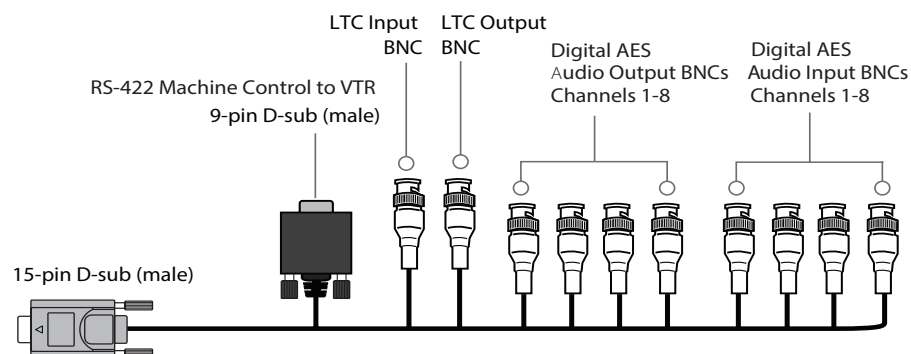 LTC Input
BNC
LTC Output
BNC
Digital AES
Audio Output BNCs
Channels 1-8
Digital AES
Audio Input BNCs
Channels 1-8
RS-422 Machine Control to VTR
9-pin D-sub (male)
15-pin D-sub (male)